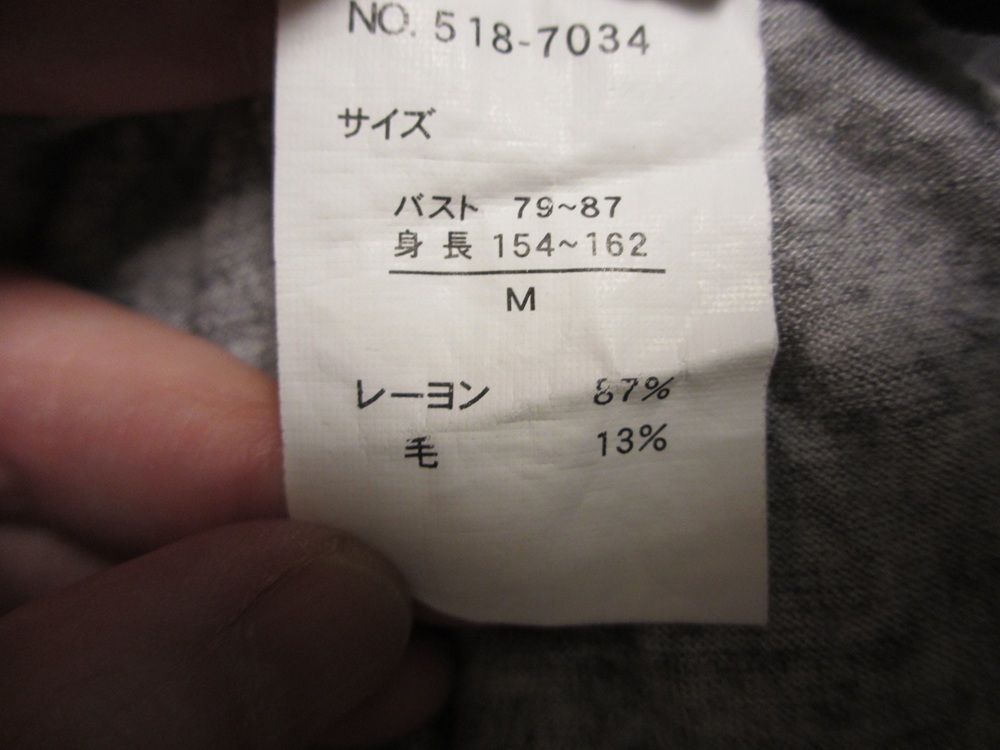 NO. 518-7034
サイズ
バスト 79~87
身長 154~162
M
レーヨン 87%
毛 13%